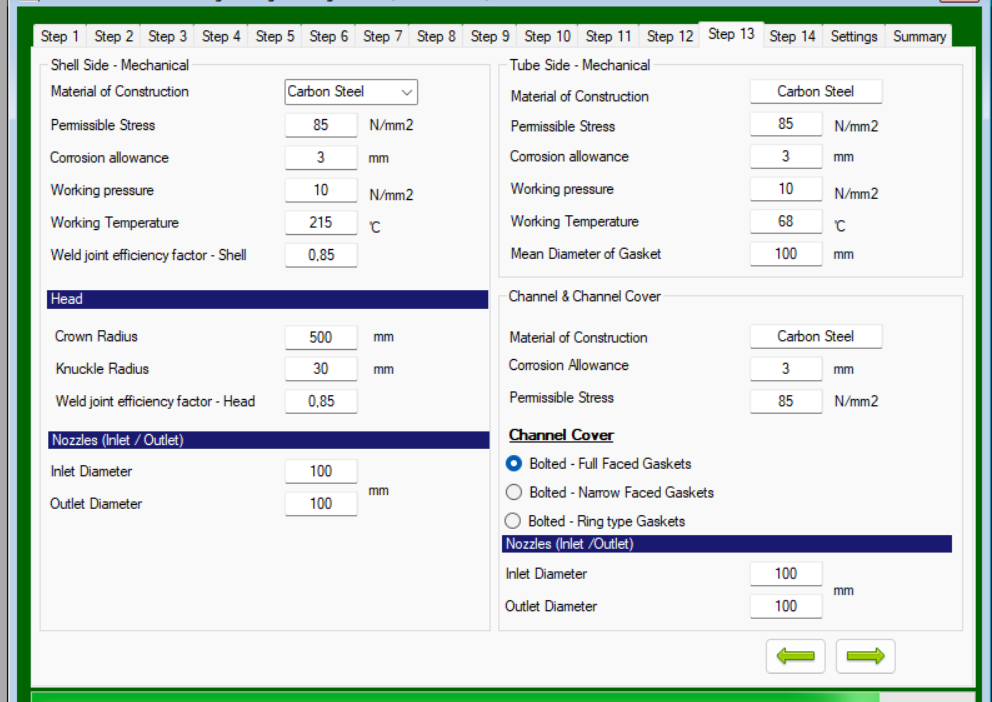 Step 1 Step 2 Step 3 Step 4 Step 5 Step 6 Step 7 Step 8 Step 9 Step 10 Step 11 Step 12 Step 13 Step 14 Settings Summary
Shell Side - Mechanical
Material of Construction Carbon Steel
Permissible Stress 85 N/mm2
Corrosion allowance 3 mm
Working pressure 10 N/mm2
Working Temperature 215 °C
Weld joint efficiency factor - Shell 0,85
Head
Crown Radius 500 mm
Knuckle Radius 30 mm
Weld joint efficiency factor - Head 0,85
Nozzles (Inlet / Outlet)
Inlet Diameter 100
mm
Outlet Diameter 100
Tube Side - Mechanical
Material of Construction Carbon Steel
Permissible Stress 85 N/mm2
Corrosion allowance 3 mm
Working pressure 10 N/mm2
Working Temperature 68 °C
Mean Diameter of Gasket 100 mm
Channel & Channel Cover
Material of Construction Carbon Steel
Corrosion Allowance 3 mm
Permissible Stress 85 N/mm2
Channel Cover
Bolted - Full Faced Gaskets
Bolted - Narrow Faced Gaskets
Bolted - Ring type Gaskets
Nozzles (Inlet /Outlet)
Inlet Diameter 100
mm
Outlet Diameter 100